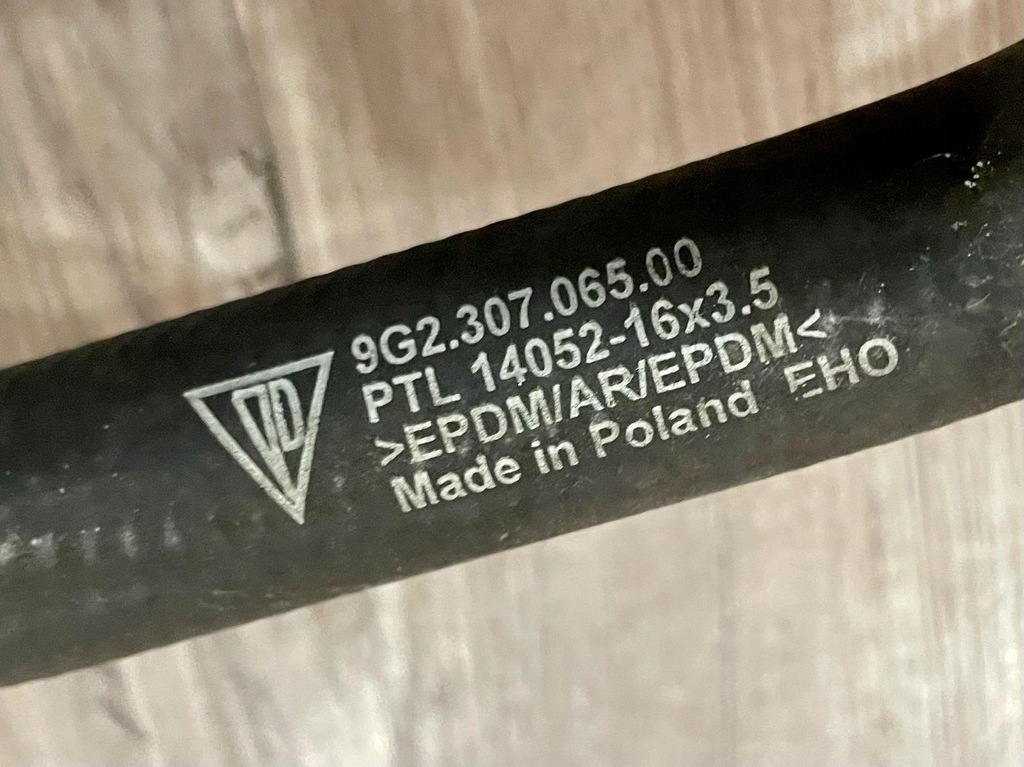 9G2.307.065.00
PTL 14052-16x3.5
>EPDM/AR/EPDM<
Made in Poland EHO